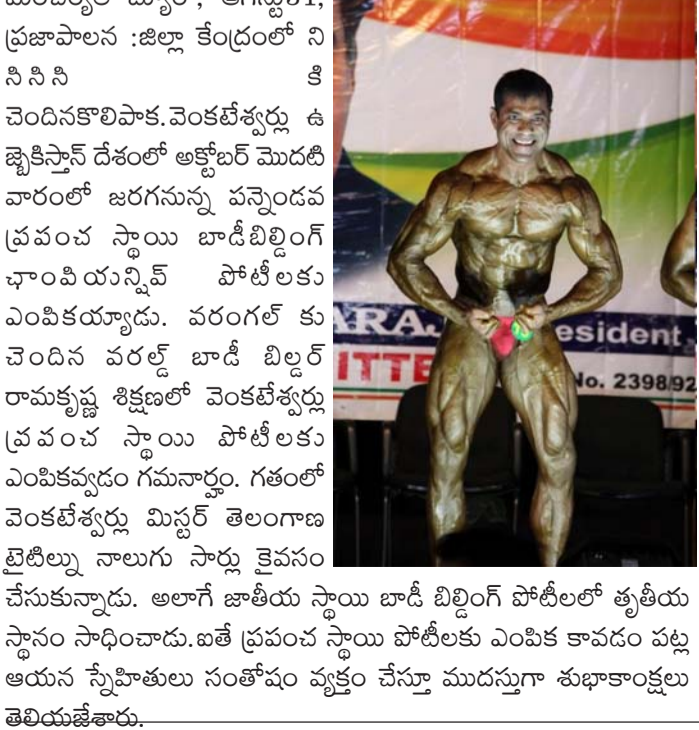 ప్రజాపాలన :జిల్లా కేంద్రంలో ని
సి సి సి కి
చెందినకొలిపాక.వెంకటేశ్వర్లు ఉ
జ్బెకిస్తాన్ దేశంలో అక్టోబర్ మొదటి
వారంలో జరగనున్న పన్నెండవ
ప్రపంచ స్థాయి బాడీబిల్డింగ్
ఛాంపియన్షిప్ పోటీలకు
ఎంపికయ్యాడు. వరంగల్ కు
చెందిన వరల్డ్ బాడీ బిల్డర్
రామకృష్ణ శిక్షణలో వెంకటేశ్వర్లు
ప్రపంచ స్థాయి పోటీలకు
ఎంపికవ్వడం గమనార్హం. గతంలో
వెంకటేశ్వర్లు మిస్టర్ తెలంగాణ
టైటిల్ను నాలుగు సార్లు కైవసం
చేసుకున్నాడు. అలాగే జాతీయ స్థాయి బాడీ బిల్డింగ్ పోటీలలో తృతీయ
స్థానం సాధించాడు.ఐతే ప్రపంచ స్థాయి పోటీలకు ఎంపిక కావడం పట్ల
ఆయన స్నేహితులు సంతోషం వ్యక్తం చేస్తూ ముదస్తుగా శుభాకాంక్షలు
తెలియజేశారు.
ARAJ esident
ITTE
No. 2398/92